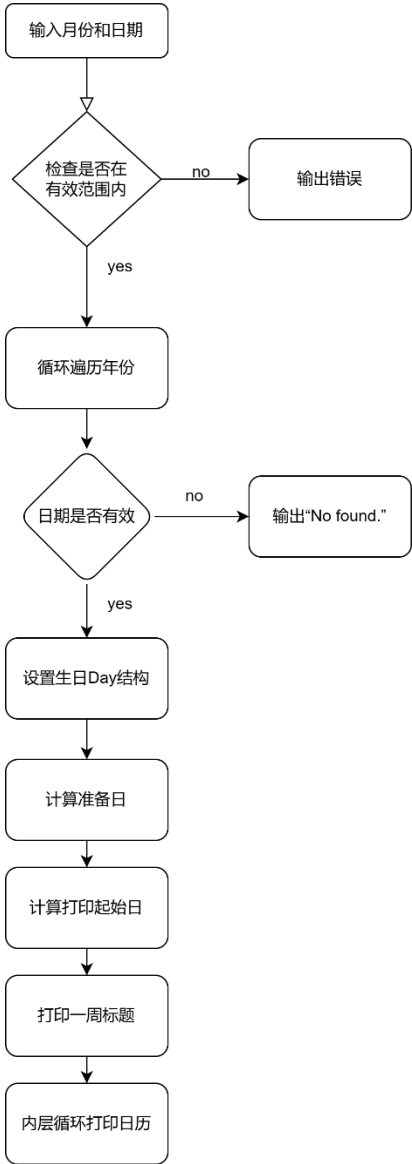 输入月份和日期
检查是否在
有效范围内
no
输出错误
yes
循环遍历年份
日期是否有效
no
输出“No found.”
yes
设置生日Day结构
计算准备日
计算打印起始日
打印一周标题
内层循环打印日历